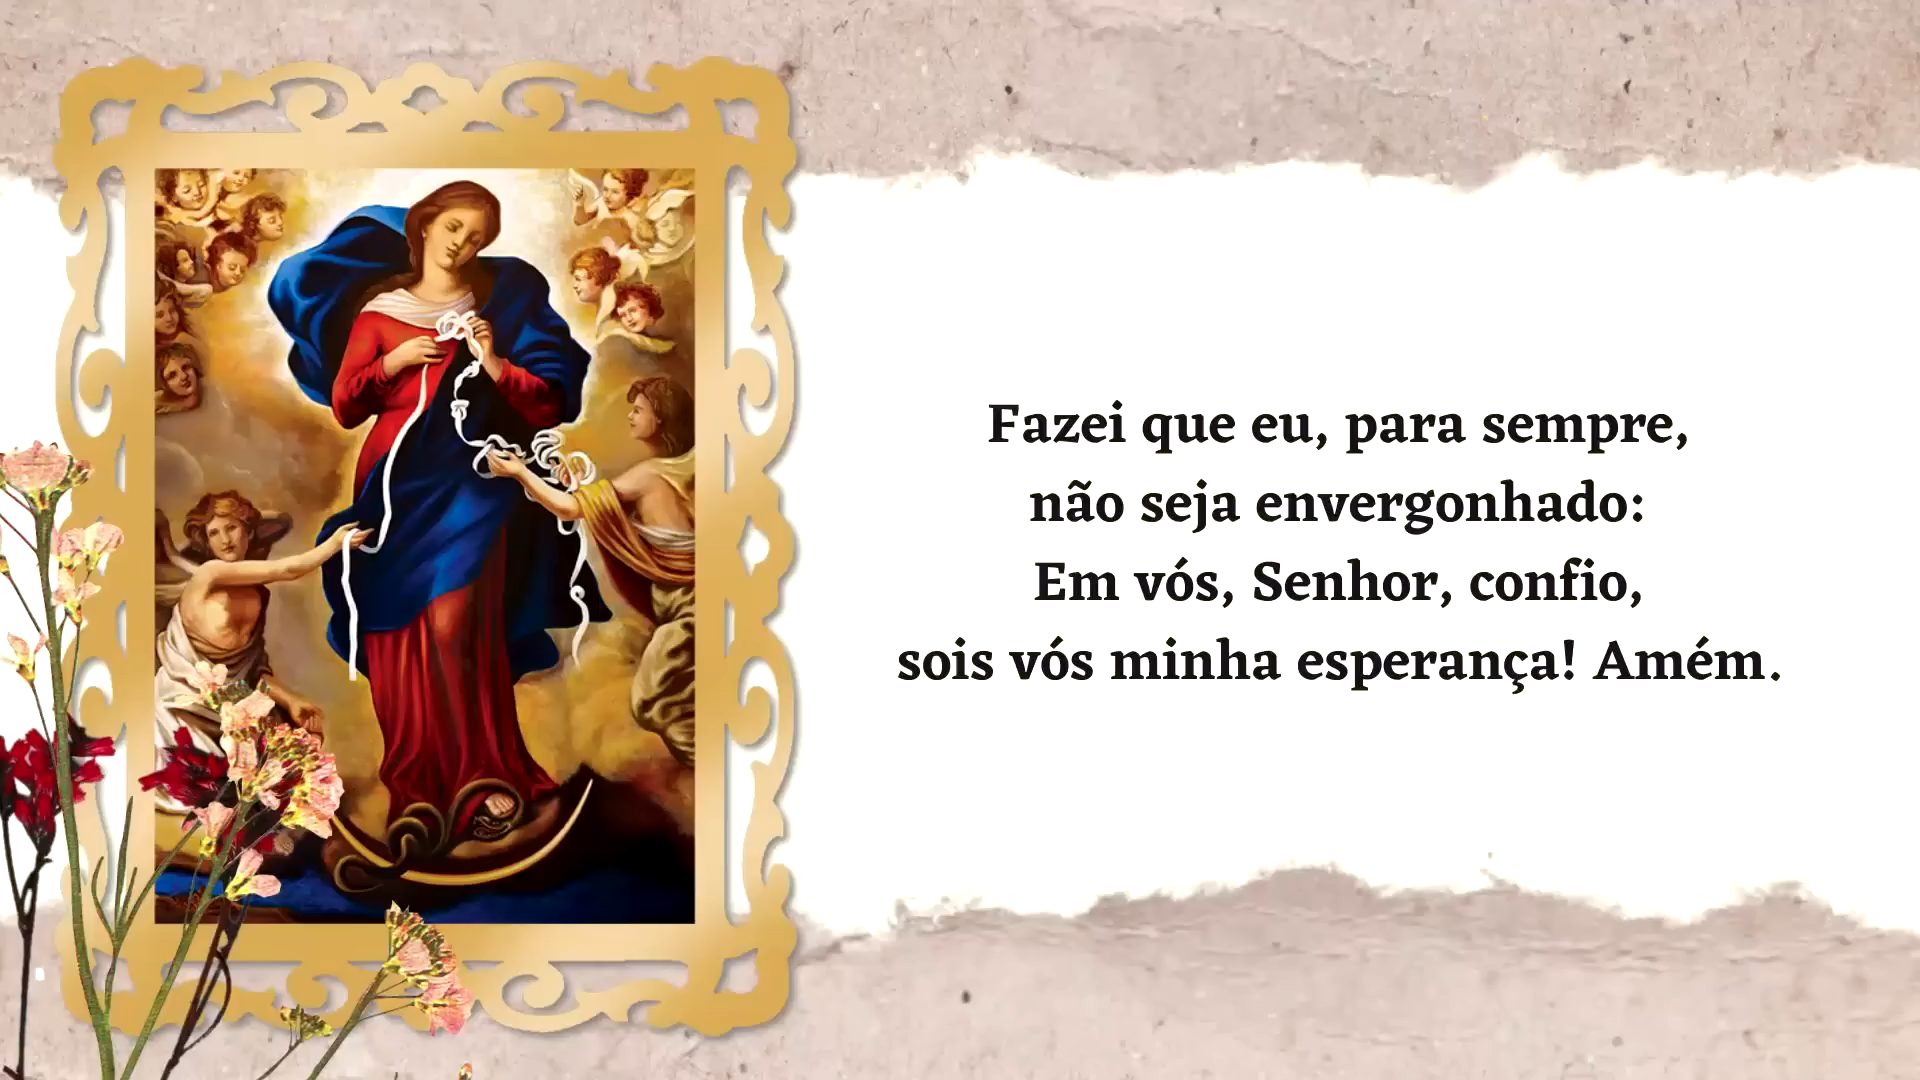 Fazei que eu, para sempre,
não seja envergonhado:
Em vós, Senhor, confio,
sois vós minha esperança! Amém.